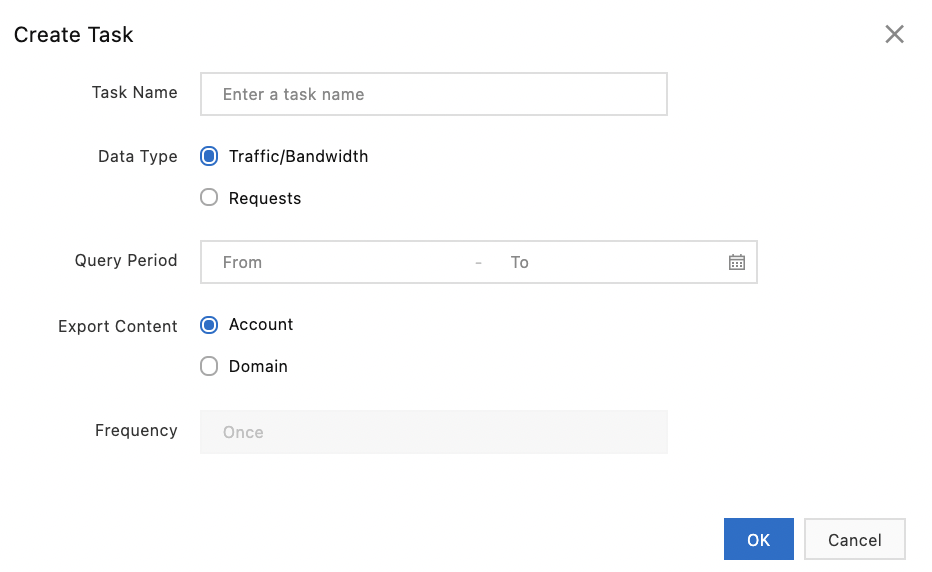 Create Task
Task Name Enter a task name
Data Type Traffic/Bandwidth
Requests
Query Period From - To
Export Content Account
Domain
Frequency Once
OK Cancel